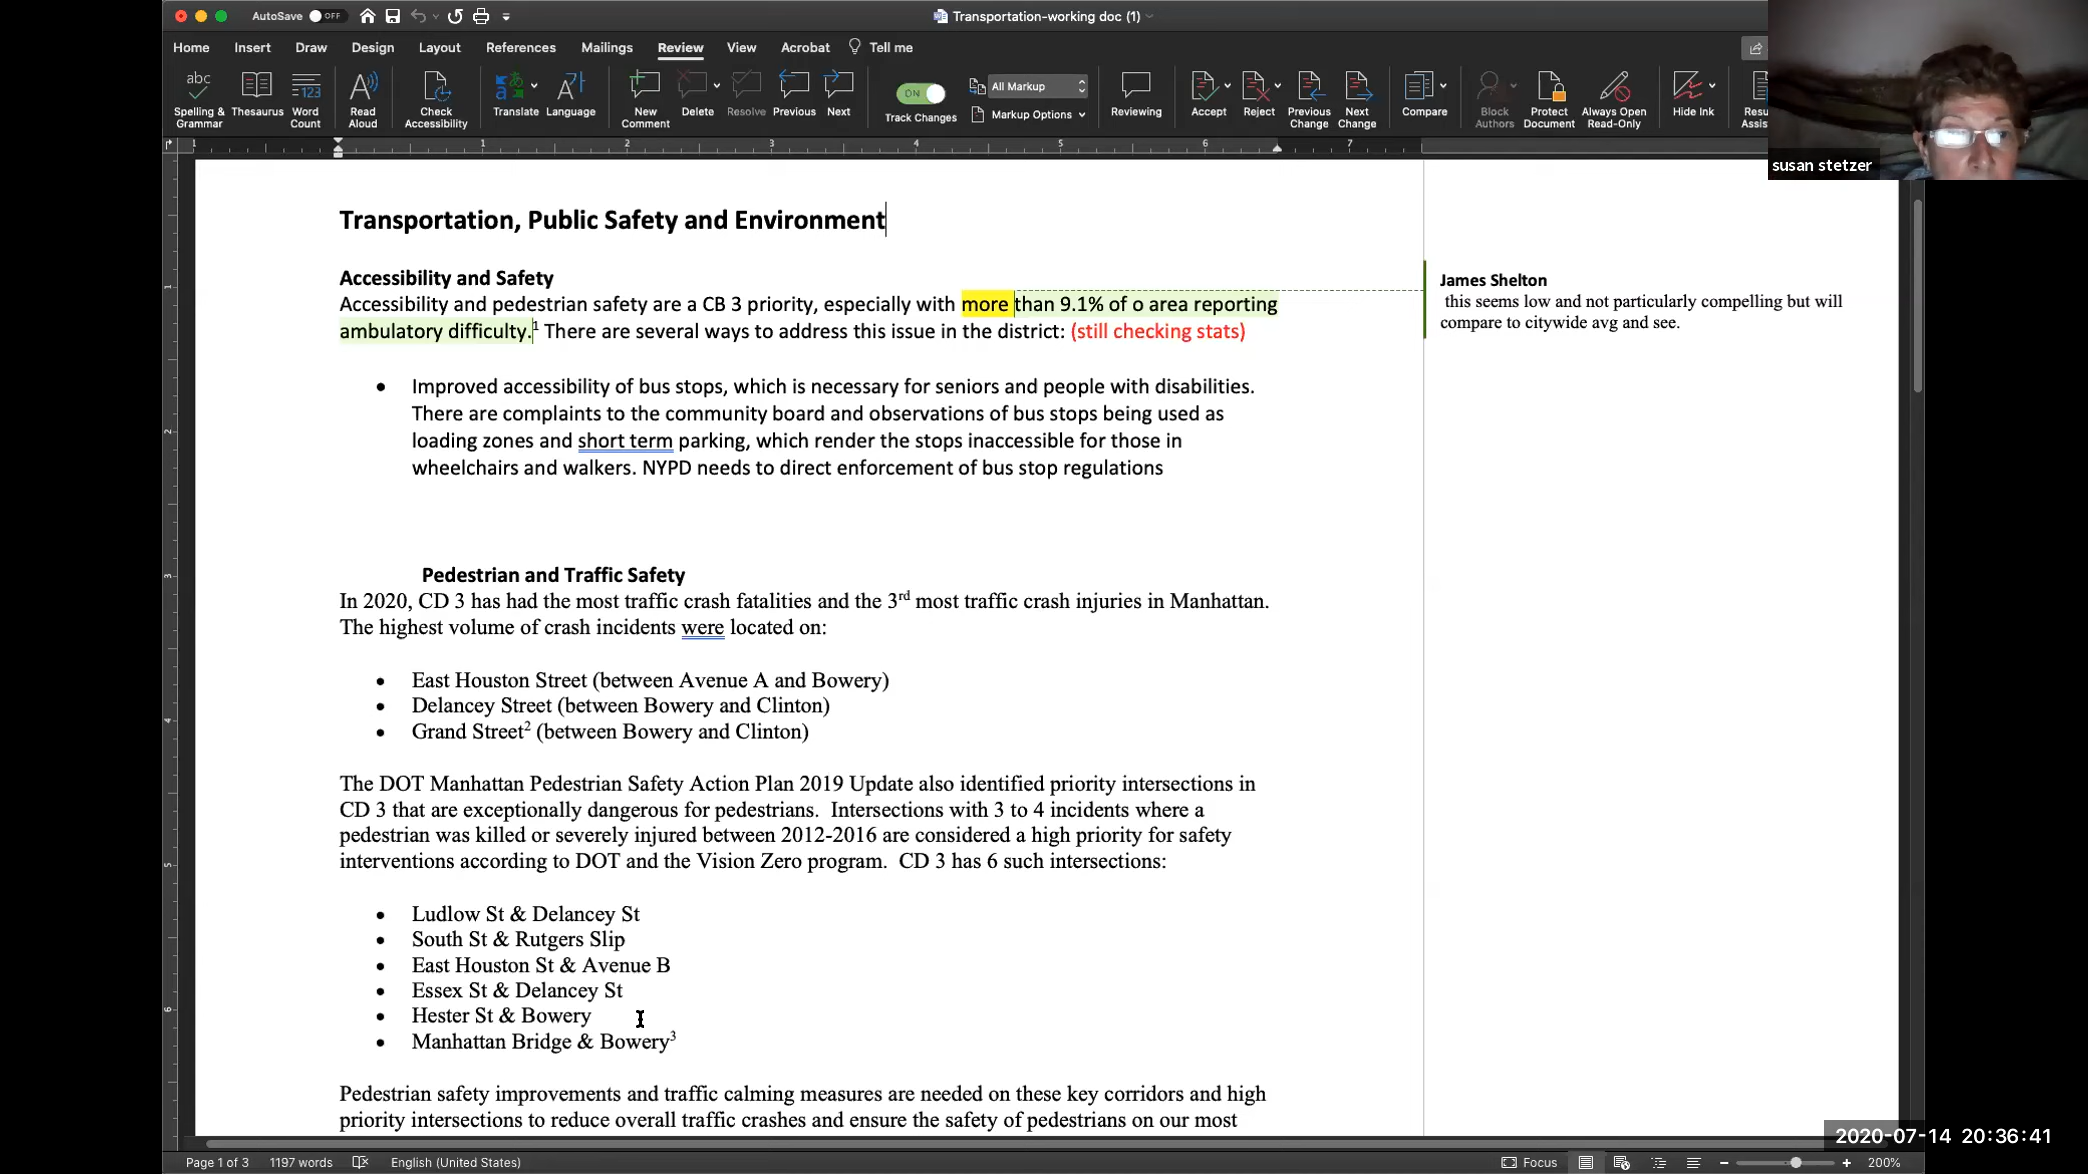 AutoSave OFF
Transportation-working doc (1)
Home Insert Draw Design Layout References Mailings Review View Acrobat Tell me
abc
Spelling & Grammar
Thesaurus
123
Word Count
Read Aloud
Check Accessibility
Translate
Language
New Comment
Delete
Resolve
Previous
Next
ON
Track Changes
All Markup
Markup Options
Reviewing
Accept
Reject
Previous Change
Next Change
Compare
Block Authors
Protect Document
Always Open Read-Only
Hide Ink
susan stetzer
1 1 2 3 4 5 6 7
Transportation, Public Safety and Environment
Accessibility and Safety
Accessibility and pedestrian safety are a CB 3 priority, especially with more than 9.1% of o area reporting
ambulatory difficulty.1 There are several ways to address this issue in the district: (still checking stats)
James Shelton
this seems low and not particularly compelling but will
compare to citywide avg and see.
• Improved accessibility of bus stops, which is necessary for seniors and people with disabilities.
There are complaints to the community board and observations of bus stops being used as
loading zones and short term parking, which render the stops inaccessible for those in
wheelchairs and walkers. NYPD needs to direct enforcement of bus stop regulations
Pedestrian and Traffic Safety
In 2020, CD 3 has had the most traffic crash fatalities and the 3rd most traffic crash injuries in Manhattan.
The highest volume of crash incidents were located on:
• East Houston Street (between Avenue A and Bowery)
• Delancey Street (between Bowery and Clinton)
• Grand Street2 (between Bowery and Clinton)
The DOT Manhattan Pedestrian Safety Action Plan 2019 Update also identified priority intersections in
CD 3 that are exceptionally dangerous for pedestrians.  Intersections with 3 to 4 incidents where a
pedestrian was killed or severely injured between 2012-2016 are considered a high priority for safety
interventions according to DOT and the Vision Zero program.  CD 3 has 6 such intersections:
• Ludlow St & Delancey St
• South St & Rutgers Slip
• East Houston St & Avenue B
• Essex St & Delancey St
• Hester St & Bowery
• Manhattan Bridge & Bowery3
Pedestrian safety improvements and traffic calming measures are needed on these key corridors and high
priority intersections to reduce overall traffic crashes and ensure the safety of pedestrians on our most
2020-07-14 20:36:41
Page 1 of 3 1197 words English (United States) Focus 200%